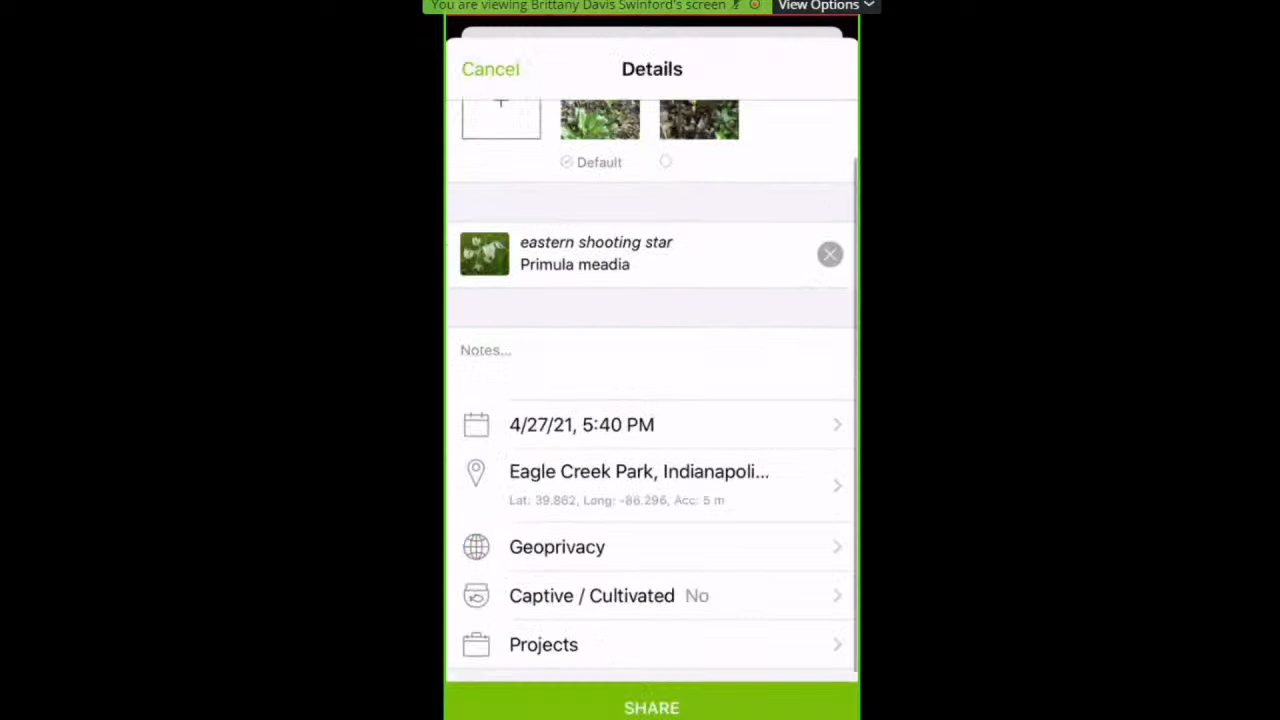 You are viewing Brittany Davis Swinford's screen
View Options
Cancel
Details
Default
eastern shooting star
Primula meadia
Notes...
4/27/21, 5:40 PM
Eagle Creek Park, Indianapoli...
Lat: 39.862, Long: -86.296, Acc: 5 m
Geoprivacy
Captive / Cultivated No
Projects
SHARE